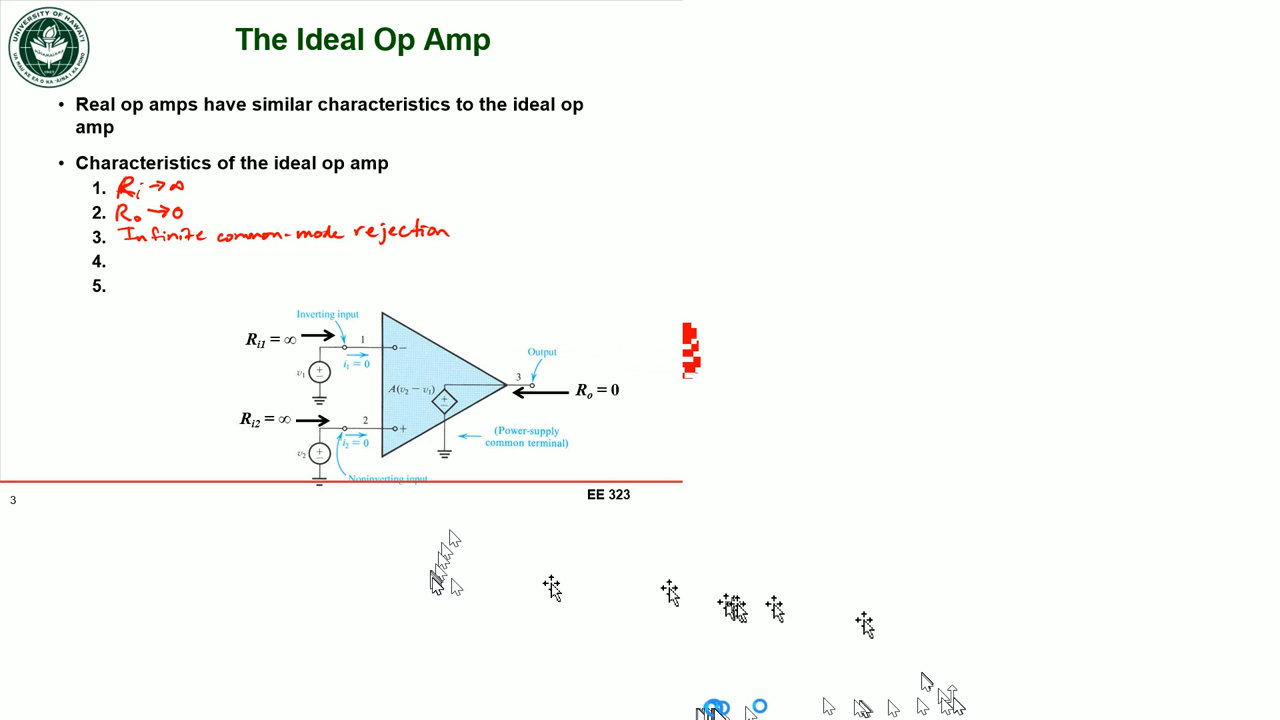 UNIVERSITY OF HAWAI'I
The Ideal Op Amp
• Real op amps have similar characteristics to the ideal op
amp
• Characteristics of the ideal op amp
1. Ri → ∞
2. Ro → 0
3. Infinite common-mode rejection
4.
5.
Inverting input
Ri1 = ∞
1
i1 = 0
v1
−
Output
3
A(v2 − v1)
Ro = 0
Ri2 = ∞
2
+
i2 = 0
v2
(Power-supply
common terminal)
Noninverting input
3
EE 323